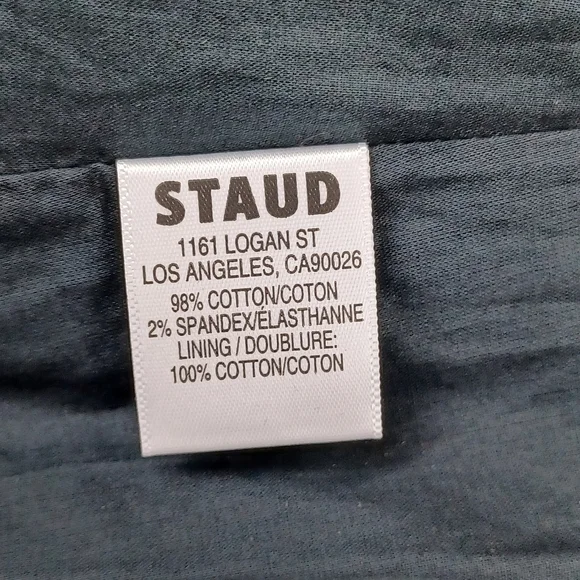 STAUD
1161 LOGAN ST
LOS ANGELES, CA90026
98% COTTON/COTON
2% SPANDEX/ÉLASTHANNE
LINING / DOUBLURE:
100% COTTON/COTON